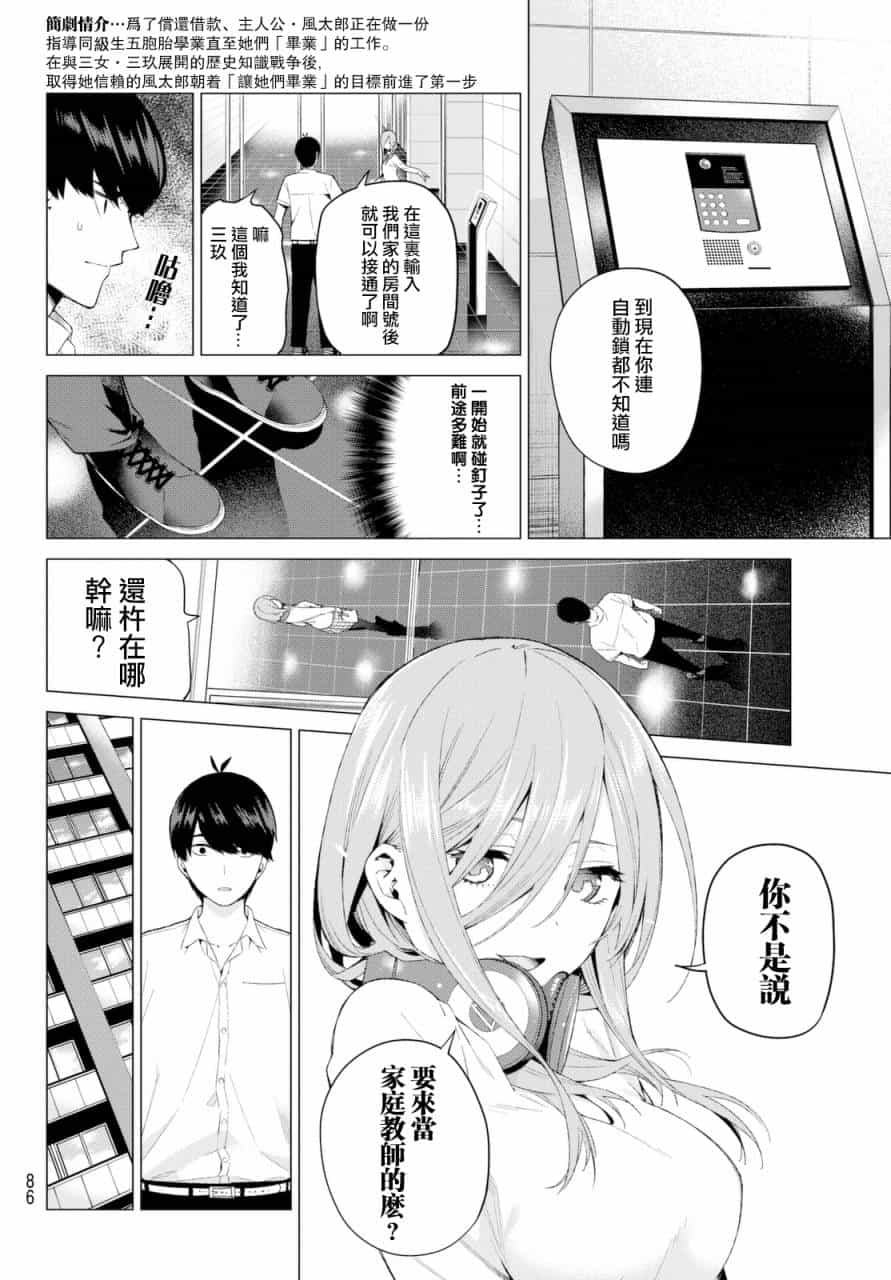 簡劇情介…爲了償還借款、主人公・風太郎正在做一份
指導同級生五胞胎學業直至她們「畢業」的工作。
在與三女・三玖展開的歷史知識戰爭後,
取得她信賴的風太郎朝着「讓她們畢業」的目標前進了第一步
到現在你連
自動鎖都不知道嗎
在這裏輸入
我們家的房間號後
就可以接通了啊
嘛
這個我知道了…
三玖
咕嚕…
一開始就碰釘子了…
前途多難啊…
還杵在哪
幹嘛?
你不是說
要來當
家庭教師的麼?
86